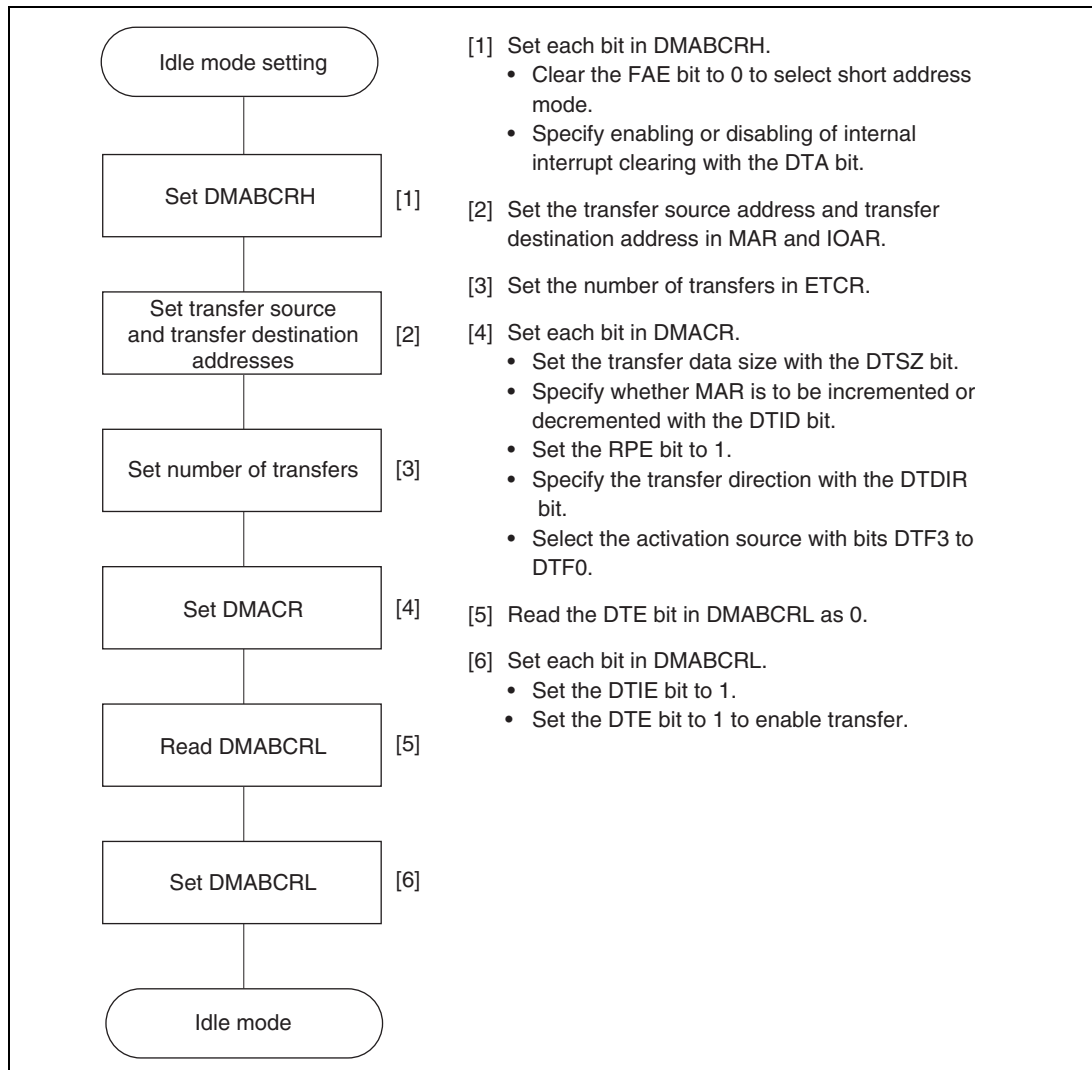 Idle mode setting
Set DMABCRH
[1]
Set transfer source
and transfer destination
addresses
[2]
Set number of transfers
[3]
Set DMACR
[4]
Read DMABCRL
[5]
Set DMABCRL
[6]
Idle mode
[1] Set each bit in DMABCRH.
• Clear the FAE bit to 0 to select short address
mode.
• Specify enabling or disabling of internal
interrupt clearing with the DTA bit.
[2] Set the transfer source address and transfer
destination address in MAR and IOAR.
[3] Set the number of transfers in ETCR.
[4] Set each bit in DMACR.
• Set the transfer data size with the DTSZ bit.
• Specify whether MAR is to be incremented or
decremented with the DTID bit.
• Set the RPE bit to 1.
• Specify the transfer direction with the DTDIR
bit.
• Select the activation source with bits DTF3 to
DTF0.
[5] Read the DTE bit in DMABCRL as 0.
[6] Set each bit in DMABCRL.
• Set the DTIE bit to 1.
• Set the DTE bit to 1 to enable transfer.